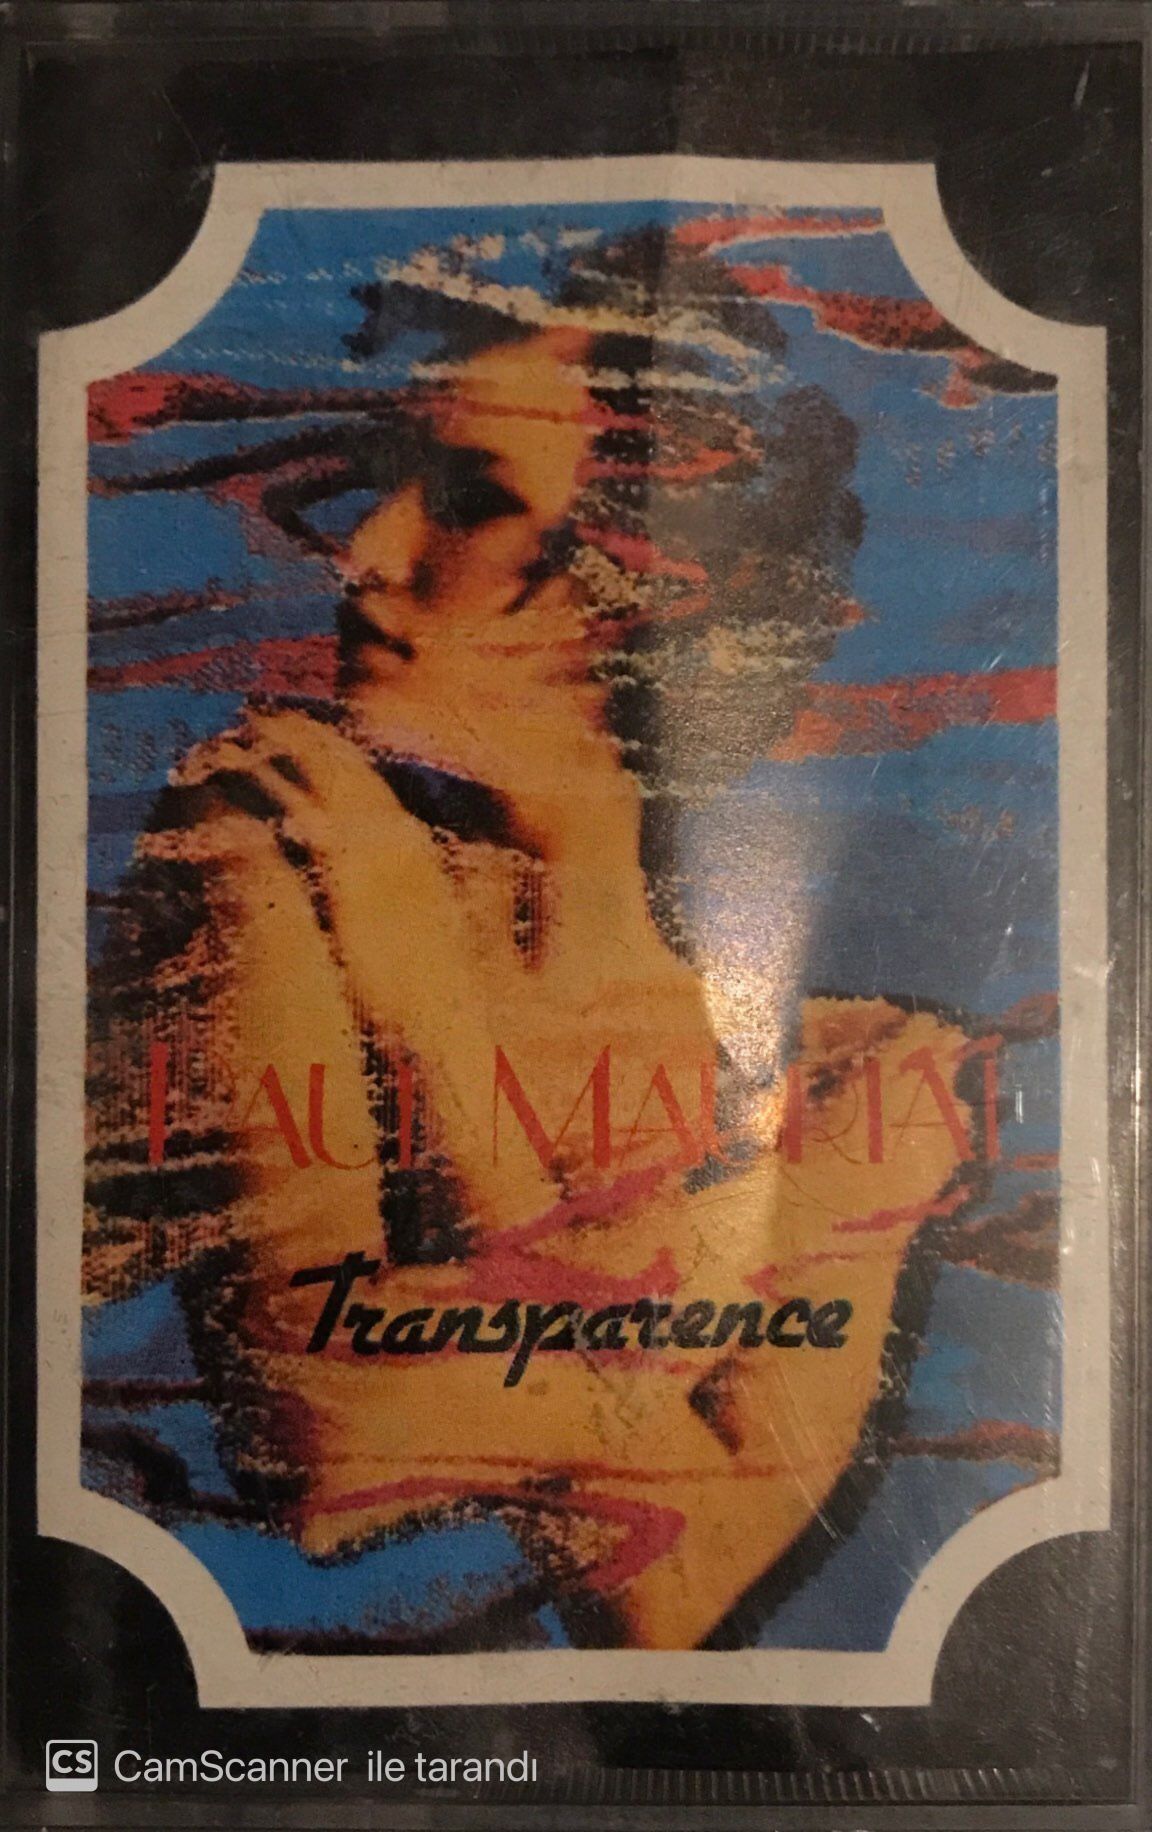 PAUL MAURIAT
Transparence
CS CamScanner ile tarandı